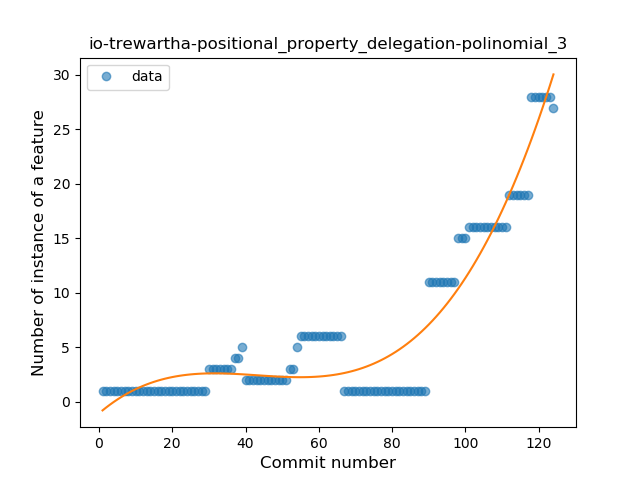 io-trewartha-positional_property_delegation-polinomial_3
data
Number of instance of a feature
30
25
20
15
10
5
0
0 20 40 60 80 100 120
Commit number